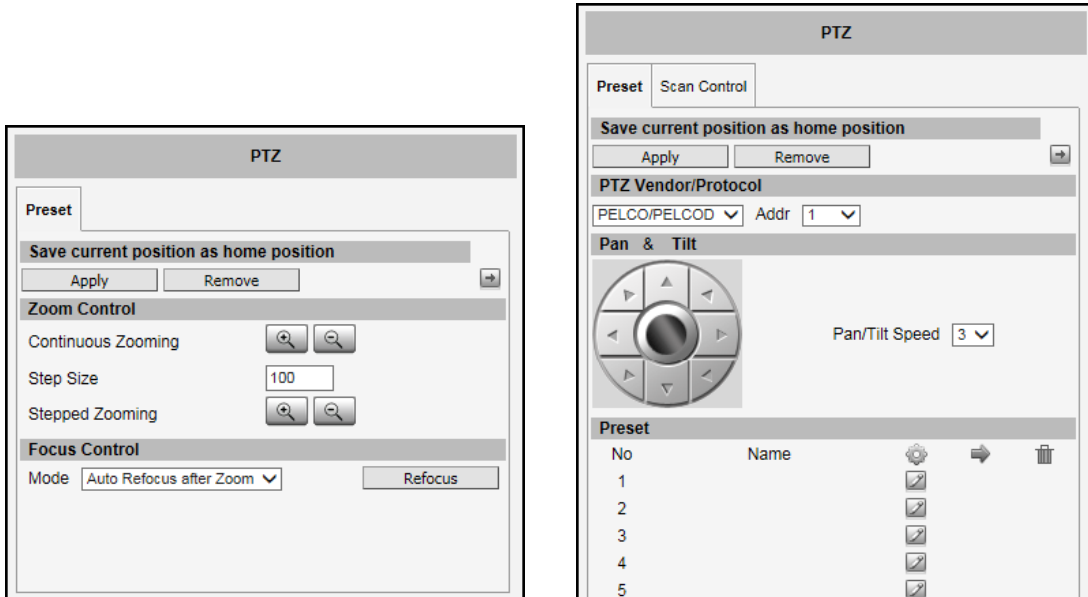 PTZ
Preset
Save current position as home position
Apply Remove
Zoom Control
Continuous Zooming
Step Size 100
Stepped Zooming
Focus Control
Mode Auto Refocus after Zoom Refocus
PTZ
Preset Scan Control
Save current position as home position
Apply Remove
PTZ Vendor/Protocol
PELCO/PELCOD Addr 1
Pan & Tilt
Pan/Tilt Speed 3
Preset
No Name
1
2
3
4
5